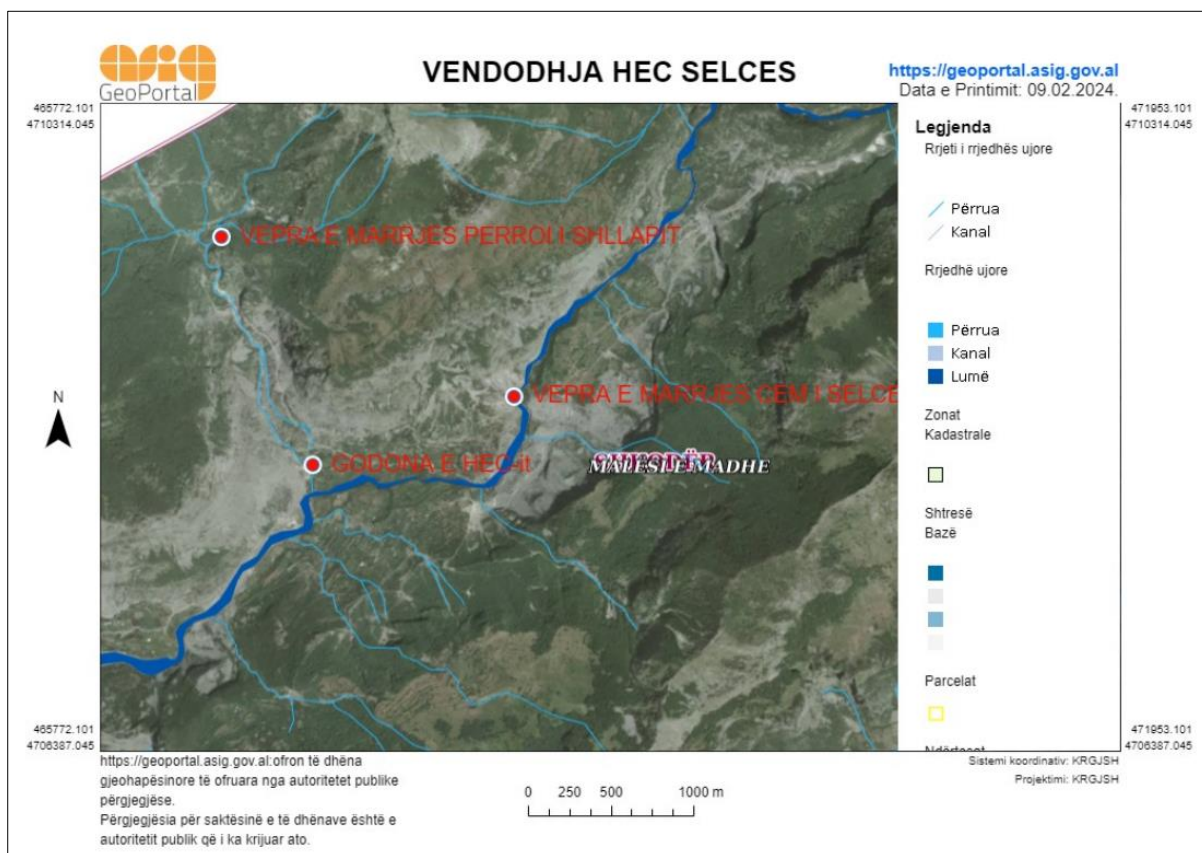 asig
GeoPortal
VENDODHJA HEC SELCES
https://geoportal.asig.gov.al
Data e Printimit: 09.02.2024.
465772.101
4710314.045
471953.101
4710314.045
VEPRA E MARRJES PERROI I SHLLAPIT
VEPRA E MARRJES CEM I SELCE
GODONA E HEC-it
SHKODËR
MALËSI E MADHE
N
Legjenda
Rrjeti i rrjedhës ujore
Përrua
Kanal
Rrjedhë ujore
Përrua
Kanal
Lumë
Zonat
Kadastrale
Shtresë
Bazë
Parcelat
Ndërtesat
465772.101
4706387.045
471953.101
4706387.045
https://geoportal.asig.gov.al:ofron të dhëna
gjeohapësinore të ofruara nga autoritetet publike
përgjegjëse.
Përgjegjësia për saktësinë e të dhënave është e
autoritetit publik që i ka krijuar ato.
0 250 500 1000 m
Sistemi koordinativ: KRGJSH
Projektimi: KRGJSH